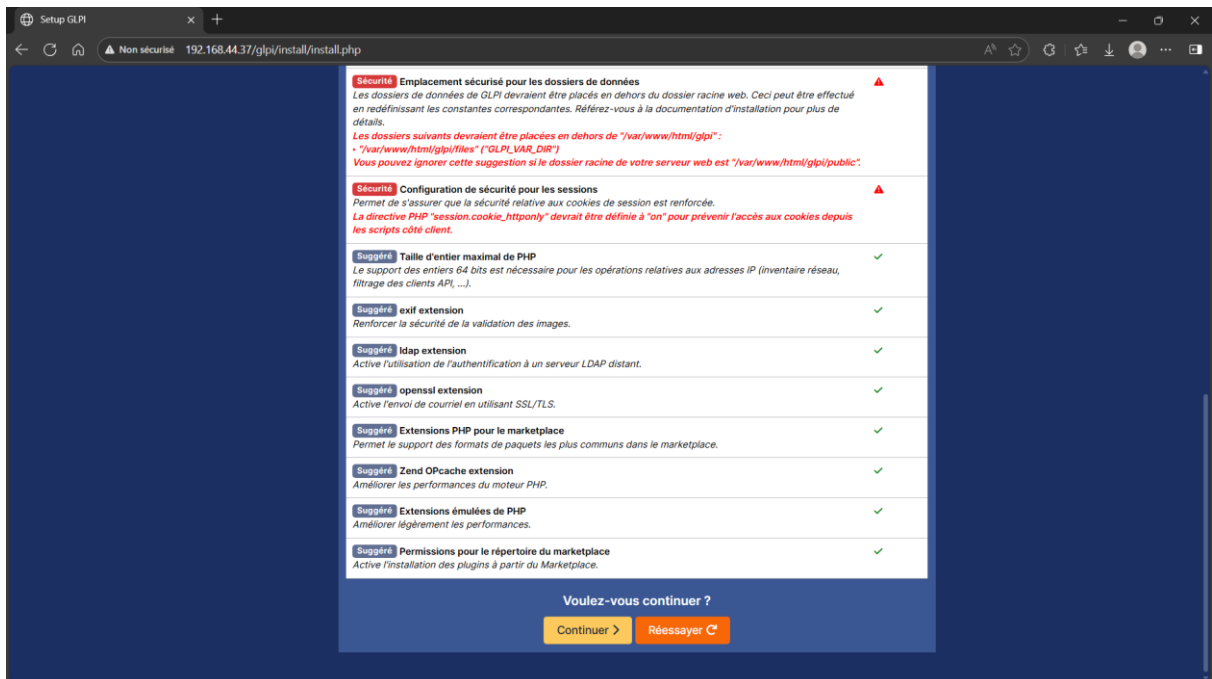 Setup GLPI
Non sécurisé 192.168.44.37/glpi/install/install.php
Sécurité Emplacement sécurisé pour les dossiers de données
Les dossiers de données de GLPI devraient être placés en dehors du dossier racine web. Ceci peut être effectué
en redéfinissant les constantes correspondantes. Référez-vous à la documentation d'installation pour plus de
détails.
Les dossiers suivants devraient être placées en dehors de "/var/www/html/glpi" :
‣ "/var/www/html/glpi/files" ("GLPI_VAR_DIR")
Vous pouvez ignorer cette suggestion si le dossier racine de votre serveur web est "/var/www/html/glpi/public".
Sécurité Configuration de sécurité pour les sessions
Permet de s'assurer que la sécurité relative aux cookies de session est renforcée.
La directive PHP "session.cookie_httponly" devrait être définie à "on" pour prévenir l'accès aux cookies depuis
les scripts côté client.
Suggéré Taille d'entier maximal de PHP
Le support des entiers 64 bits est nécessaire pour les opérations relatives aux adresses IP (inventaire réseau,
filtrage des clients API, ...).
Suggéré exif extension
Renforcer la sécurité de la validation des images.
Suggéré ldap extension
Active l'utilisation de l'authentification à un serveur LDAP distant.
Suggéré openssl extension
Active l'envoi de courriel en utilisant SSL/TLS.
Suggéré Extensions PHP pour le marketplace
Permet le support des formats de paquets les plus communs dans le marketplace.
Suggéré Zend OPcache extension
Améliorer les performances du moteur PHP.
Suggéré Extensions émulées de PHP
Améliorer légèrement les performances.
Suggéré Permissions pour le répertoire du marketplace
Active l'installation des plugins à partir du Marketplace.
Voulez-vous continuer ?
Continuer Réessayer